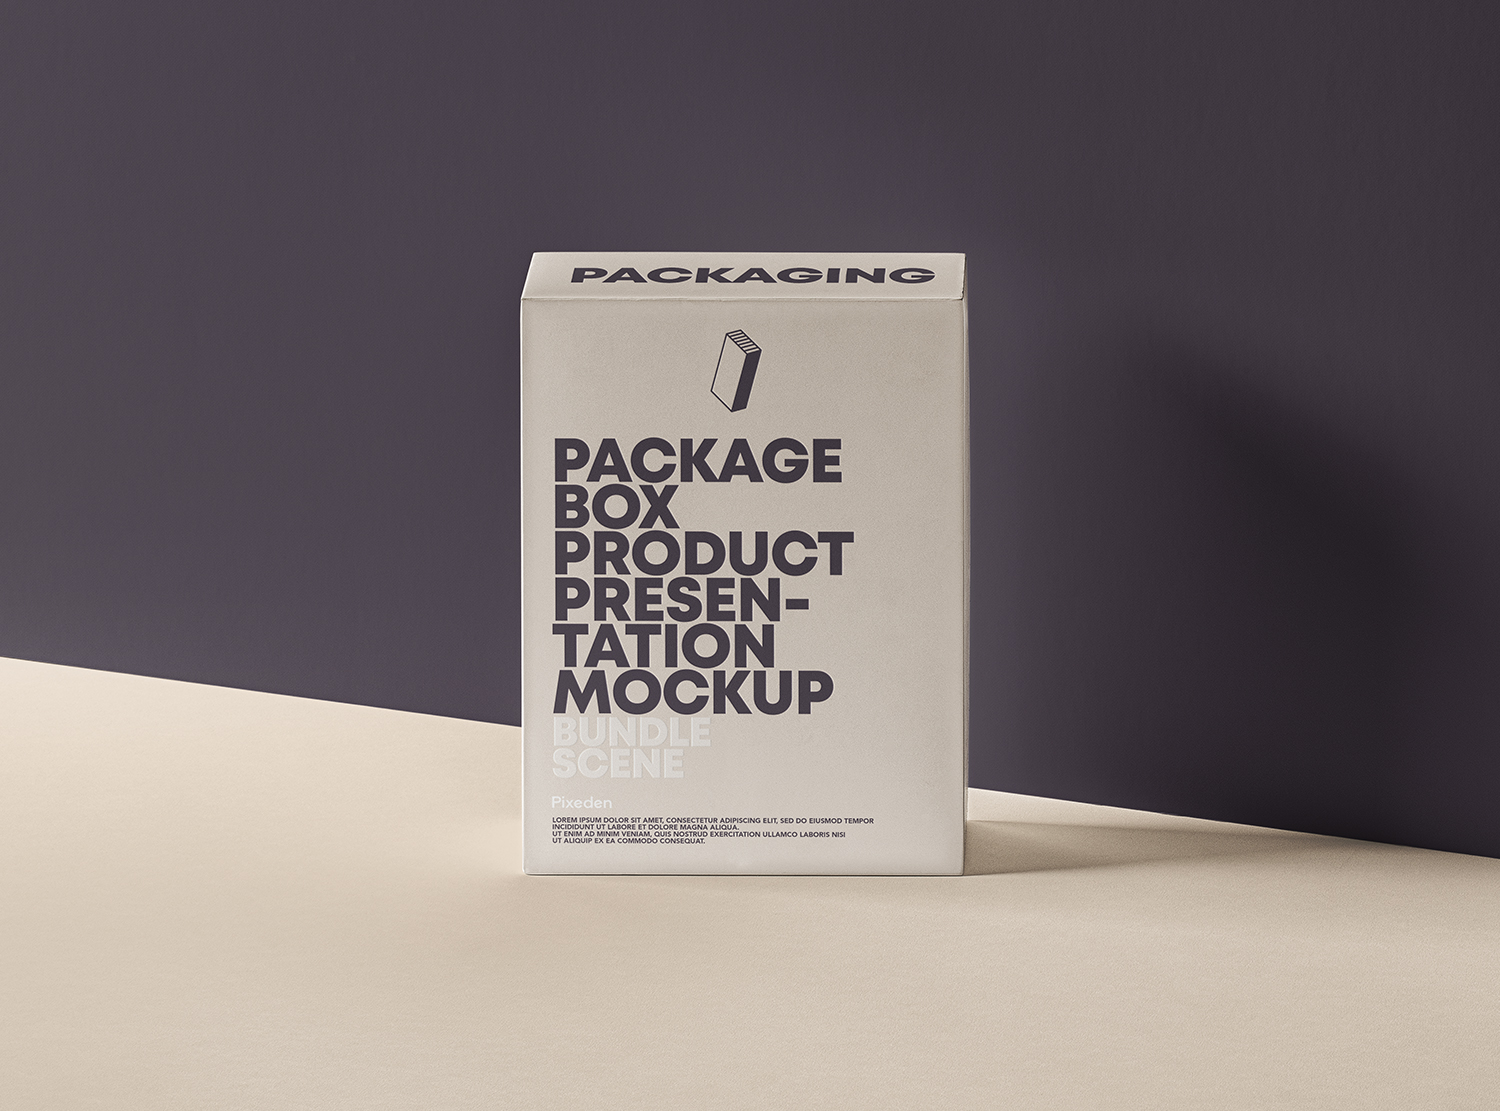 PACKAGING
PACKAGE
BOX
PRODUCT
PRESEN-
TATION
MOCKUP
BUNDLE
SCENE
Pixeden
LOREM IPSUM DOLOR SIT AMET, CONSECTETUR ADIPISCING ELIT, SED DO EIUSMOD TEMPOR
INCIDIDUNT UT LABORE ET DOLORE MAGNA ALIQUA.
UT ENIM AD MINIM VENIAM, QUIS NOSTRUD EXERCITATION ULLAMCO LABORIS NISI
UT ALIQUIP EX EA COMMODO CONSEQUAT.